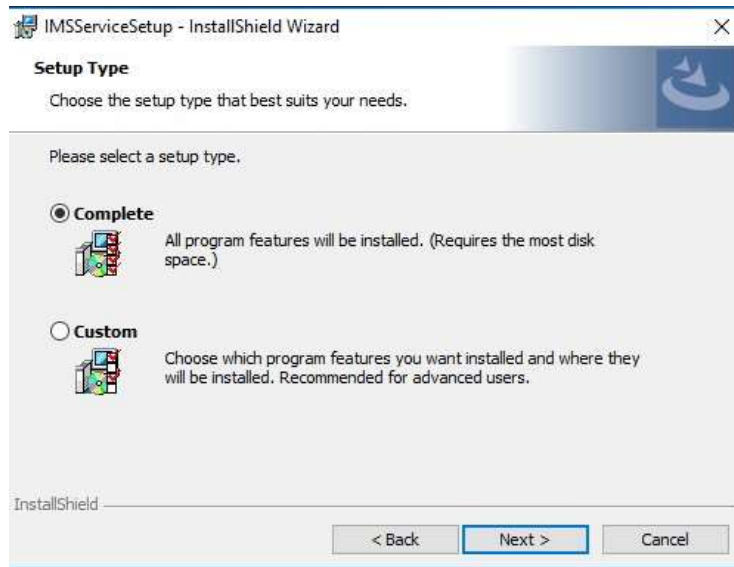 IMSServiceSetup - InstallShield Wizard
Setup Type
Choose the setup type that best suits your needs.
Please select a setup type.
Complete
All program features will be installed. (Requires the most disk
space.)
Custom
Choose which program features you want installed and where they
will be installed. Recommended for advanced users.
InstallShield
< Back Next > Cancel